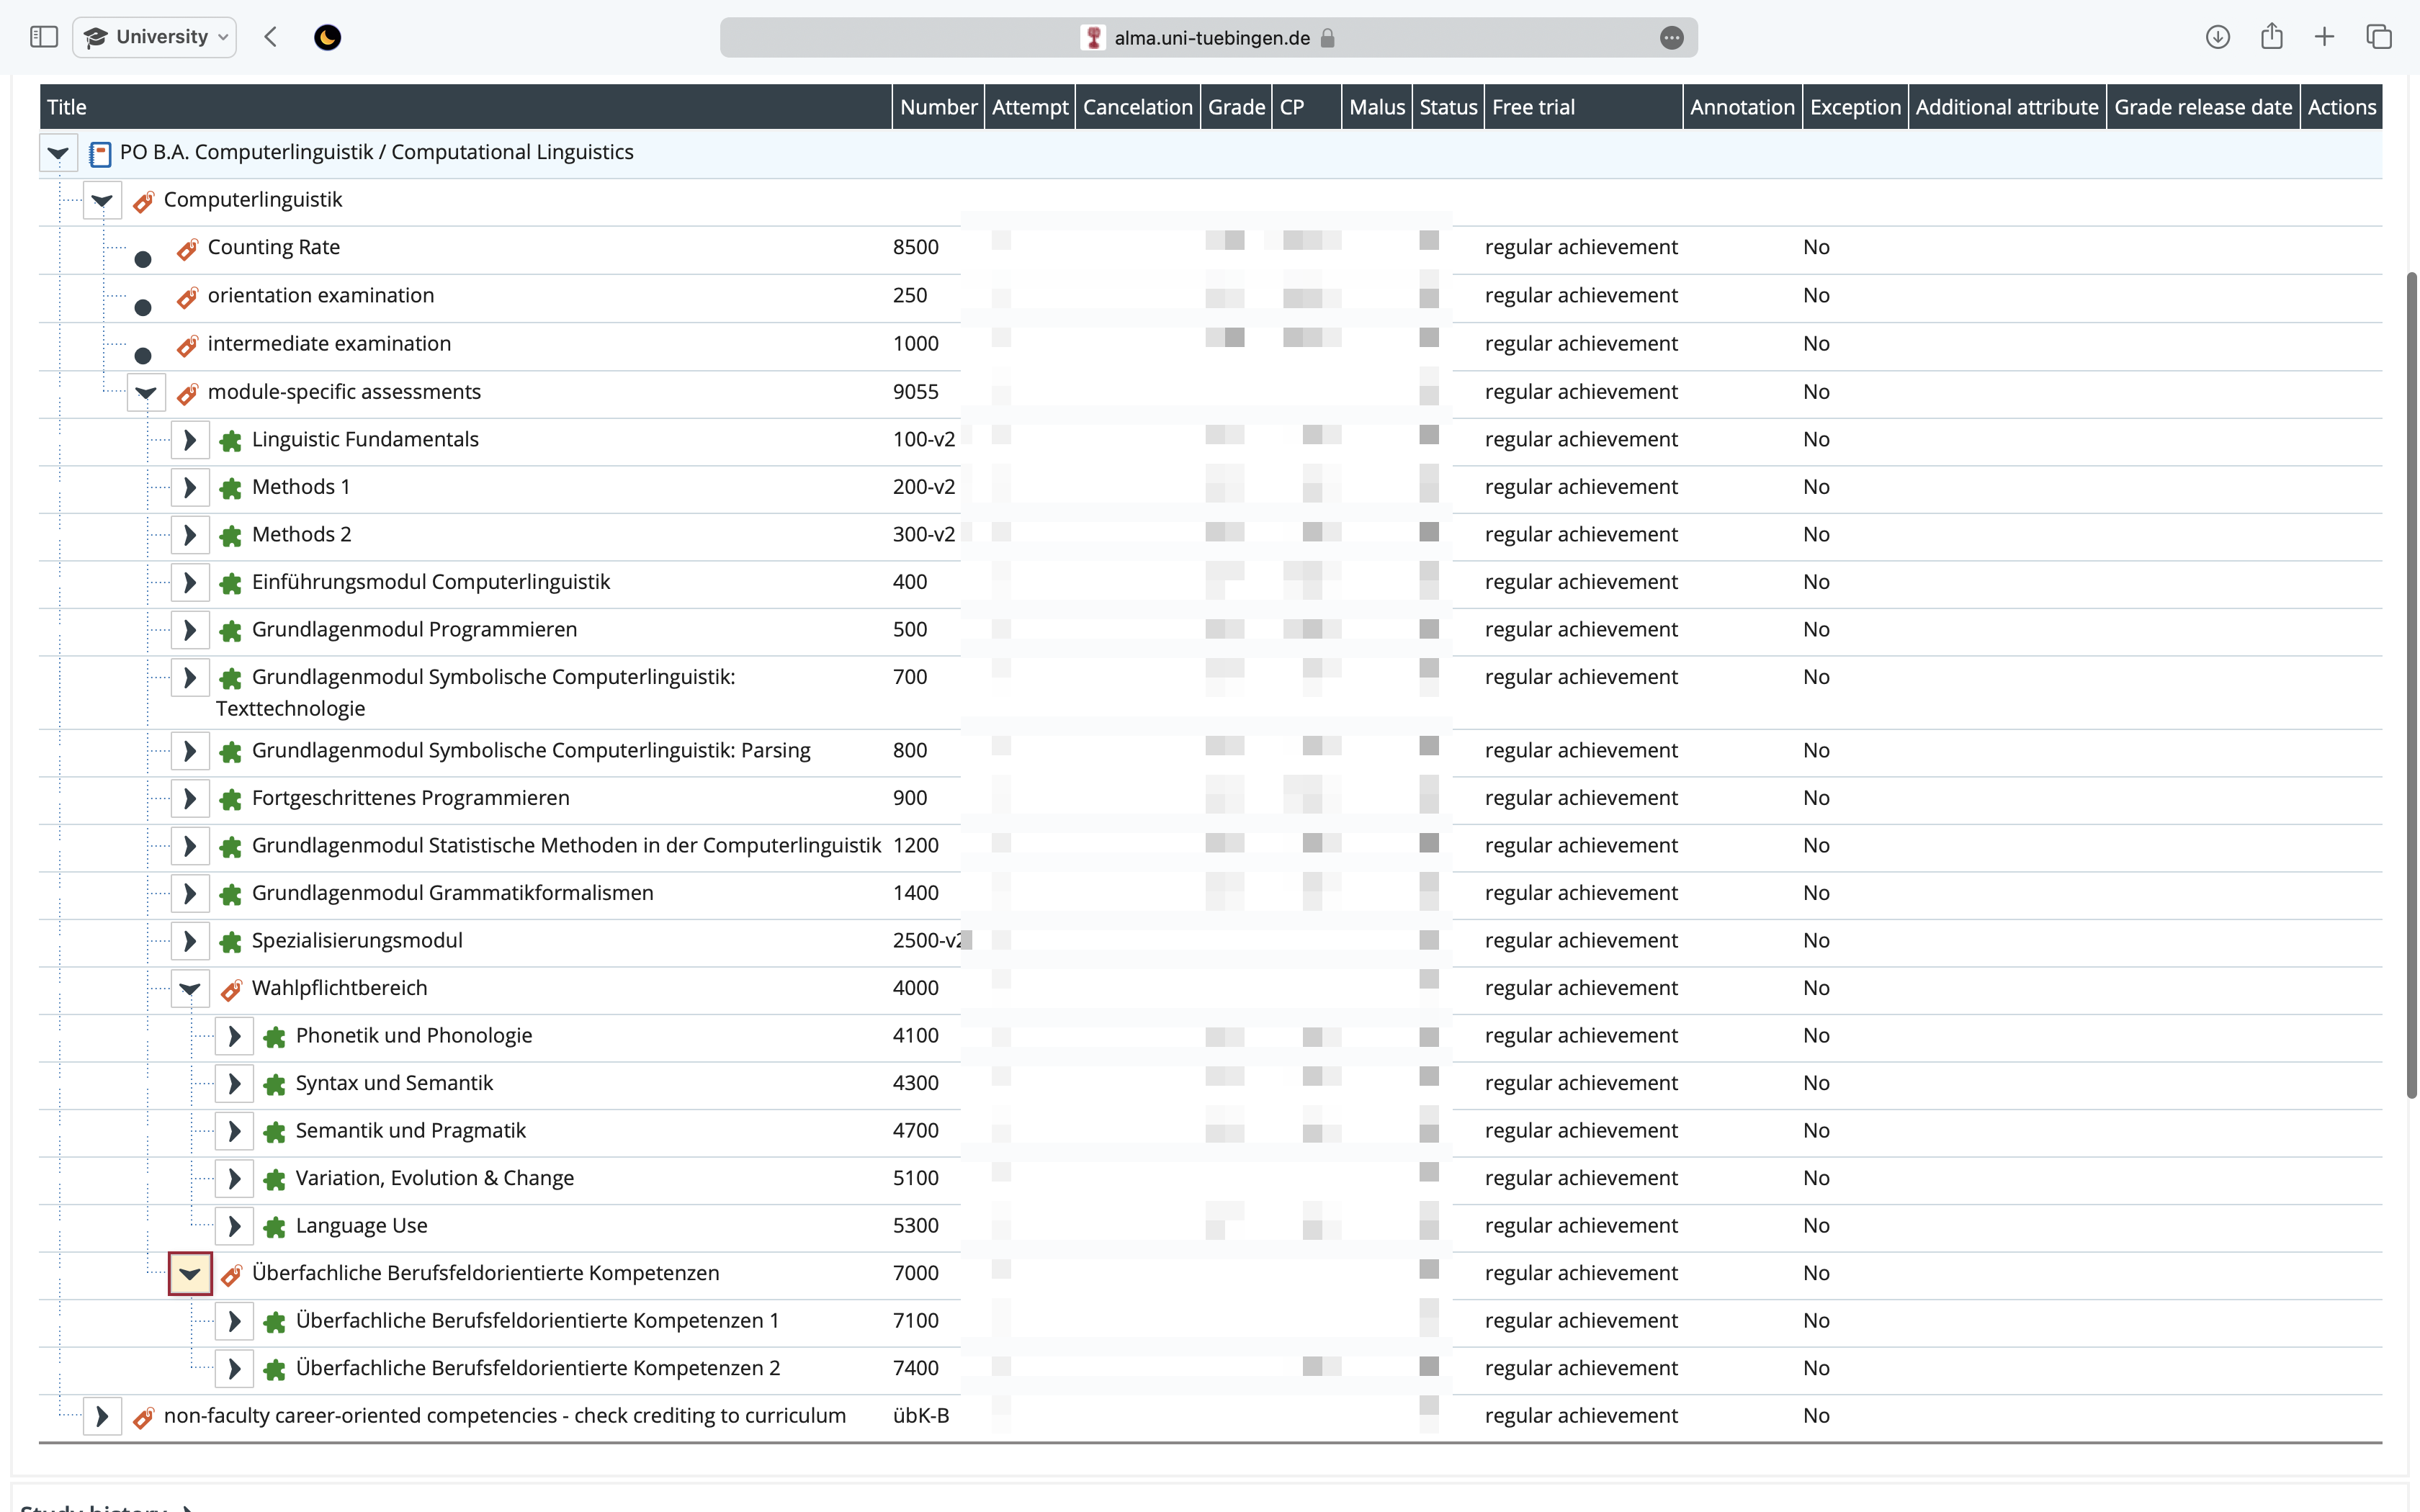 University
alma.uni-tuebingen.de
Title Number Attempt Cancelation Grade CP Malus Status Free trial Annotation Exception Additional attribute Grade release date Actions
PO B.A. Computerlinguistik / Computational Linguistics
Computerlinguistik
Counting Rate 8500 regular achievement No
orientation examination 250 regular achievement No
intermediate examination 1000 regular achievement No
module-specific assessments 9055 regular achievement No
Linguistic Fundamentals 100-v2 regular achievement No
Methods 1 200-v2 regular achievement No
Methods 2 300-v2 regular achievement No
Einführungsmodul Computerlinguistik 400 regular achievement No
Grundlagenmodul Programmieren 500 regular achievement No
Grundlagenmodul Symbolische Computerlinguistik: 700 regular achievement No
Texttechnologie
Grundlagenmodul Symbolische Computerlinguistik: Parsing 800 regular achievement No
Fortgeschrittenes Programmieren 900 regular achievement No
Grundlagenmodul Statistische Methoden in der Computerlinguistik 1200 regular achievement No
Grundlagenmodul Grammatikformalismen 1400 regular achievement No
Spezialisierungsmodul 2500-v2 regular achievement No
Wahlpflichtbereich 4000 regular achievement No
Phonetik und Phonologie 4100 regular achievement No
Syntax und Semantik 4300 regular achievement No
Semantik und Pragmatik 4700 regular achievement No
Variation, Evolution & Change 5100 regular achievement No
Language Use 5300 regular achievement No
Überfachliche Berufsfeldorientierte Kompetenzen 7000 regular achievement No
Überfachliche Berufsfeldorientierte Kompetenzen 1 7100 regular achievement No
Überfachliche Berufsfeldorientierte Kompetenzen 2 7400 regular achievement No
non-faculty career-oriented competencies - check crediting to curriculum übK-B regular achievement No
Study history